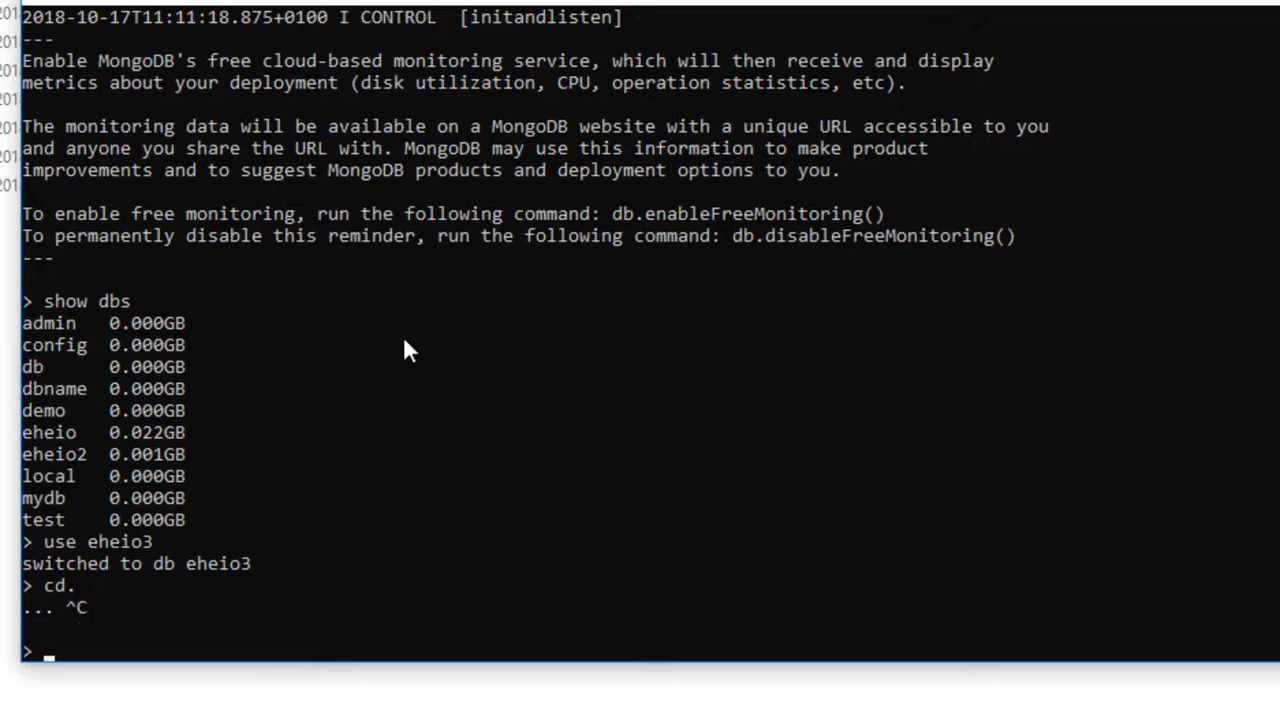 2018-10-17T11:11:18.875+0100 I CONTROL  [initandlisten]
---
Enable MongoDB's free cloud-based monitoring service, which will then receive and display
metrics about your deployment (disk utilization, CPU, operation statistics, etc).
The monitoring data will be available on a MongoDB website with a unique URL accessible to you
and anyone you share the URL with. MongoDB may use this information to make product
improvements and to suggest MongoDB products and deployment options to you.
To enable free monitoring, run the following command: db.enableFreeMonitoring()
To permanently disable this reminder, run the following command: db.disableFreeMonitoring()
---
> show dbs
admin   0.000GB
config  0.000GB
db      0.000GB
dbname  0.000GB
demo    0.000GB
eheio   0.022GB
eheio2  0.001GB
local   0.000GB
mydb    0.000GB
test    0.000GB
> use eheio3
switched to db eheio3
> cd.
... ^C
>